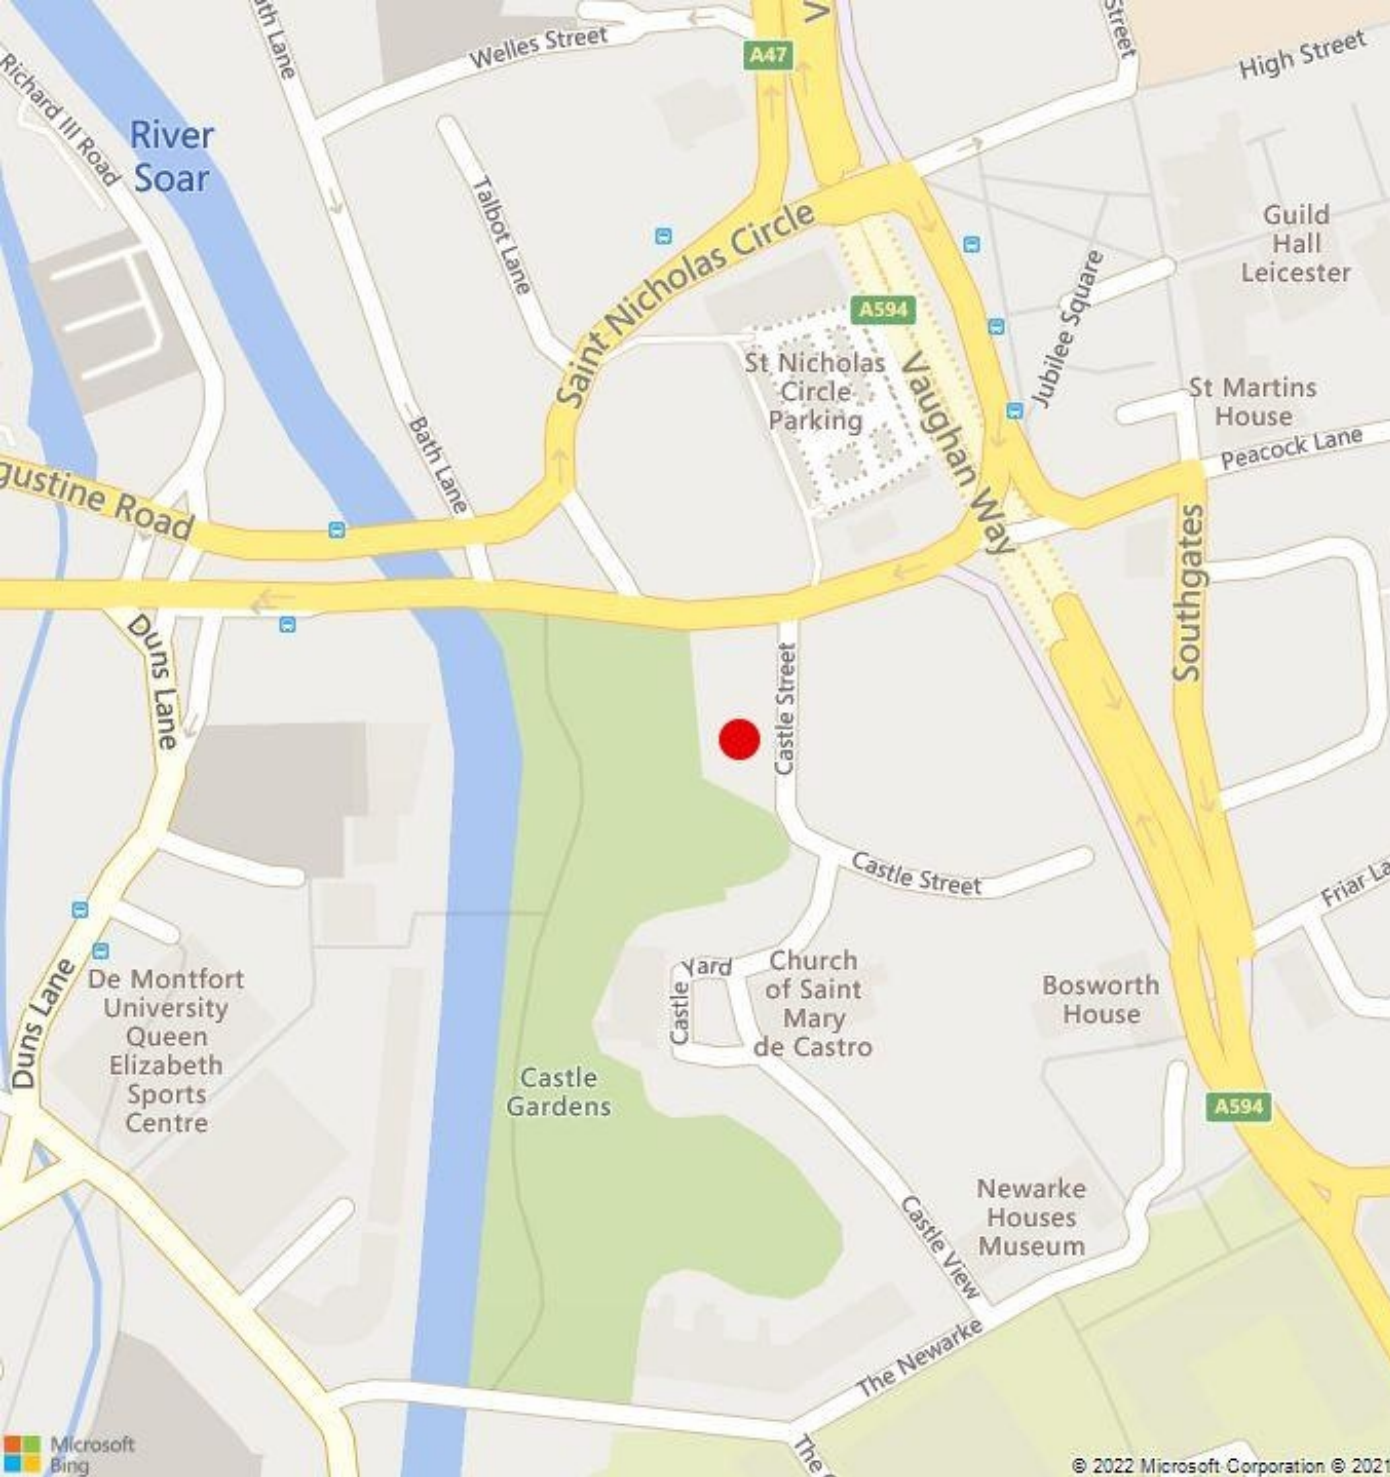 ath Lane
Welles Street
A47
V
Street
High Street
Richard III Road
River
Soar
Talbot Lane
Saint Nicholas Circle
Guild
Hall
Leicester
Jubilee Square
A594
St Nicholas
Circle
Parking
Vaughan Way
St Martins
House
Peacock Lane
Bath Lane
gustine Road
Southgates
Duns Lane
Castle Street
Castle Street
Friar La
Duns Lane
De Montfort
University
Queen
Elizabeth
Sports
Centre
Castle Yard
Church
of Saint
Mary
de Castro
Bosworth
House
Castle
Gardens
A594
Newarke
Houses
Museum
Castle View
The Newarke
The
Microsoft
Bing
© 2022 Microsoft Corporation © 2021